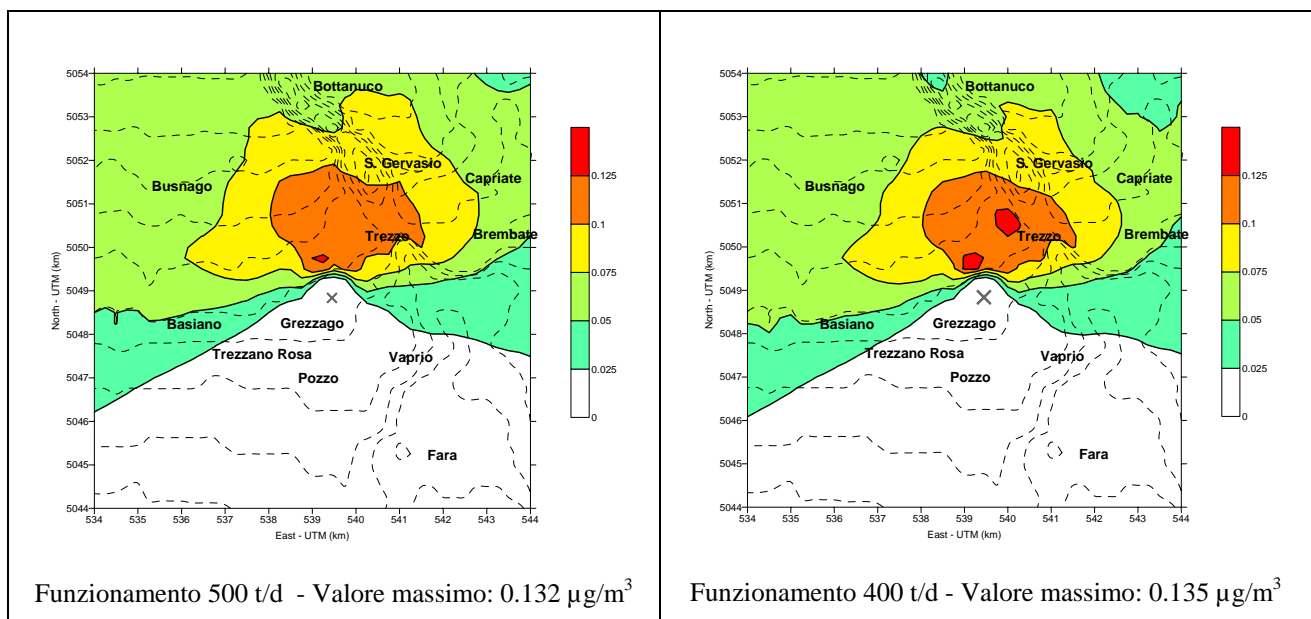 5054
5053
5052
5051
5050
5049
5048
5047
5046
5045
5044
North - UTM (km)
Bottanuco
S. Gervasio
Busnago
Capriate
Trezzo
Brembate
Basiano
Grezzago
Trezzano Rosa
Vaprio
Pozzo
Fara
534 535 536 537 538 539 540 541 542 543 544
East - UTM (km)
0.125
0.1
0.075
0.05
0.025
0
Funzionamento 500 t/d - Valore massimo: 0.132 µg/m³
5054
5053
5052
5051
5050
5049
5048
5047
5046
5045
5044
North - UTM (km)
Bottanuco
S. Gervasio
Busnago
Capriate
Trezzo
Brembate
Basiano
Grezzago
Trezzano Rosa
Vaprio
Pozzo
Fara
534 535 536 537 538 539 540 541 542 543 544
East - UTM (km)
0.125
0.1
0.075
0.05
0.025
0
Funzionamento 400 t/d - Valore massimo: 0.135 µg/m³